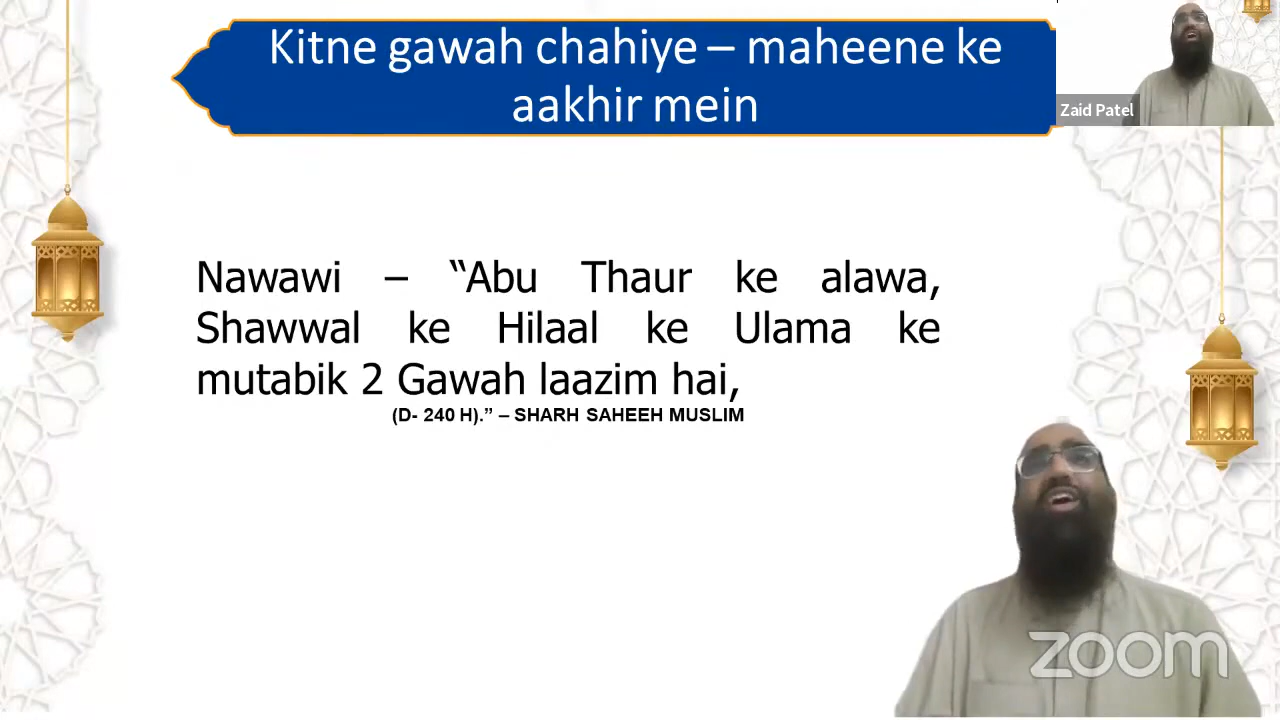 Kitne gawah chahiye – maheene ke
aakhir mein
Zaid Patel
Nawawi – “Abu Thaur ke alawa,
Shawwal ke Hilaal ke Ulama ke
mutabik 2 Gawah laazim hai,
(D- 240 H).” – SHARH SAHEEH MUSLIM
zoom